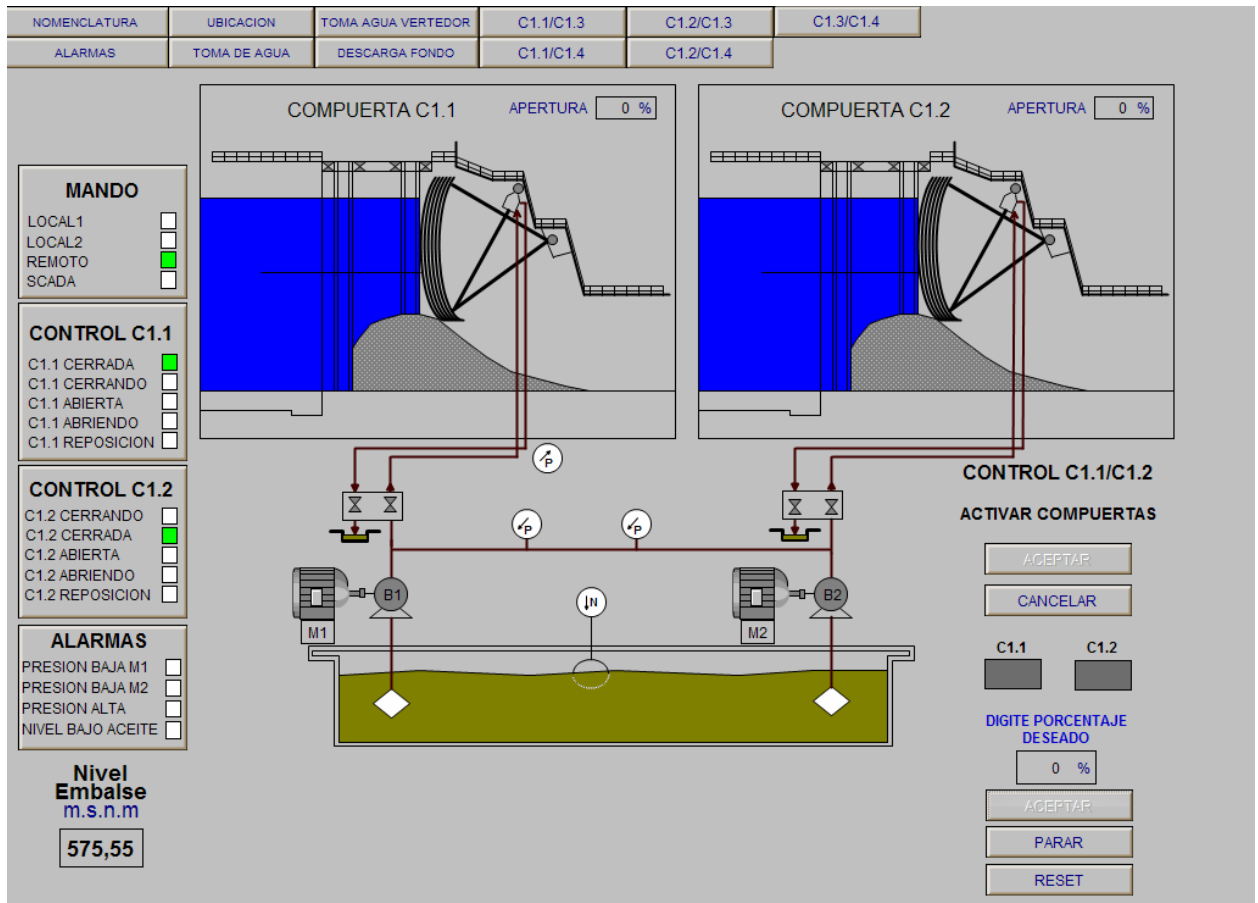 NOMENCLATURA
UBICACION
TOMA AGUA VERTEDOR
C1.1/C1.3
C1.2/C1.3
C1.3/C1.4
ALARMAS
TOMA DE AGUA
DESCARGA FONDO
C1.1/C1.4
C1.2/C1.4
COMPUERTA C1.1
APERTURA 0 %
COMPUERTA C1.2
APERTURA 0 %
MANDO
LOCAL1
LOCAL2
REMOTO
SCADA
CONTROL C1.1
C1.1 CERRADA
C1.1 CERRANDO
C1.1 ABIERTA
C1.1 ABRIENDO
C1.1 REPOSICION
CONTROL C1.2
C1.2 CERRANDO
C1.2 CERRADA
C1.2 ABIERTA
C1.2 ABRIENDO
C1.2 REPOSICION
ALARMAS
PRESION BAJA M1
PRESION BAJA M2
PRESION ALTA
NIVEL BAJO ACEITE
Nivel
Embalse
m.s.n.m
575,55
P
P
P
B1
M1
N
B2
M2
CONTROL C1.1/C1.2
ACTIVAR COMPUERTAS
ACEPTAR
CANCELAR
C1.1
C1.2
DIGITE PORCENTAJE
DESEADO
0 %
ACEPTAR
PARAR
RESET